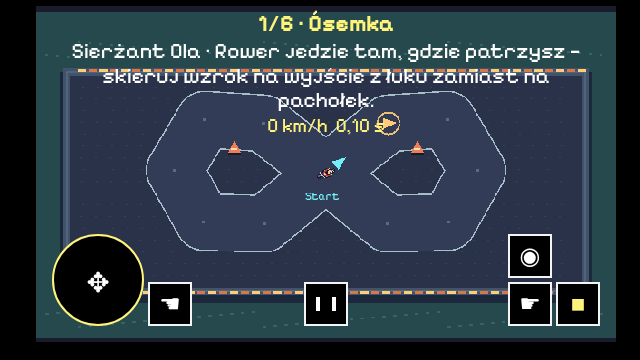 1/6 · Ósemka
Sierżant Ola · Rower jedzie tam, gdzie patrzysz –
skieruj wzrok na wyjście z łuku zamiast na
pachołek.
0 km/h 0,10 s
Start